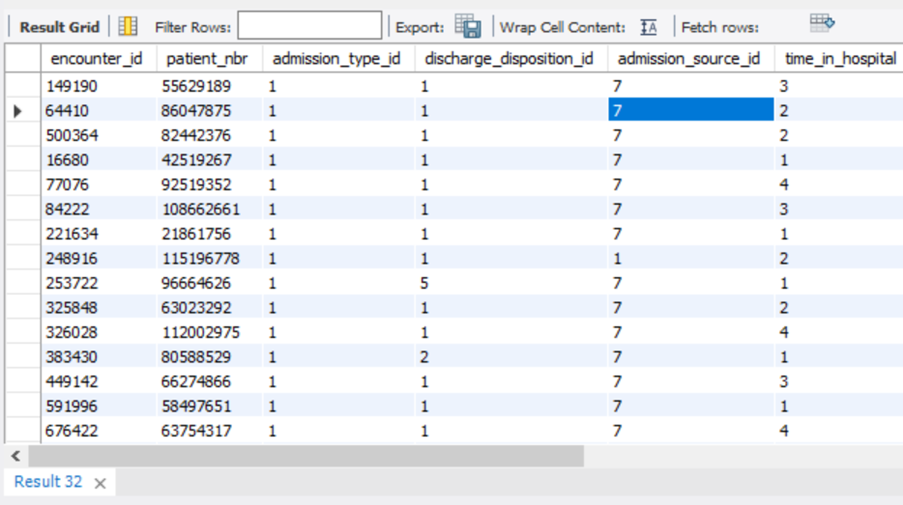 Result Grid Filter Rows: Export: Wrap Cell Content: IA Fetch rows:
encounter_id patient_nbr admission_type_id discharge_disposition_id admission_source_id time_in_hospital
149190 55629189 1 1 7 3
64410 86047875 1 1 7 2
500364 82442376 1 1 7 2
16680 42519267 1 1 7 1
77076 92519352 1 1 7 4
84222 108662661 1 1 7 3
221634 21861756 1 1 7 1
248916 115196778 1 1 1 2
253722 96664626 1 5 7 1
325848 63023292 1 1 7 2
326028 112002975 1 1 7 4
383430 80588529 1 2 7 1
449142 66274866 1 1 7 3
591996 58497651 1 1 7 1
676422 63754317 1 1 7 4
Result 32